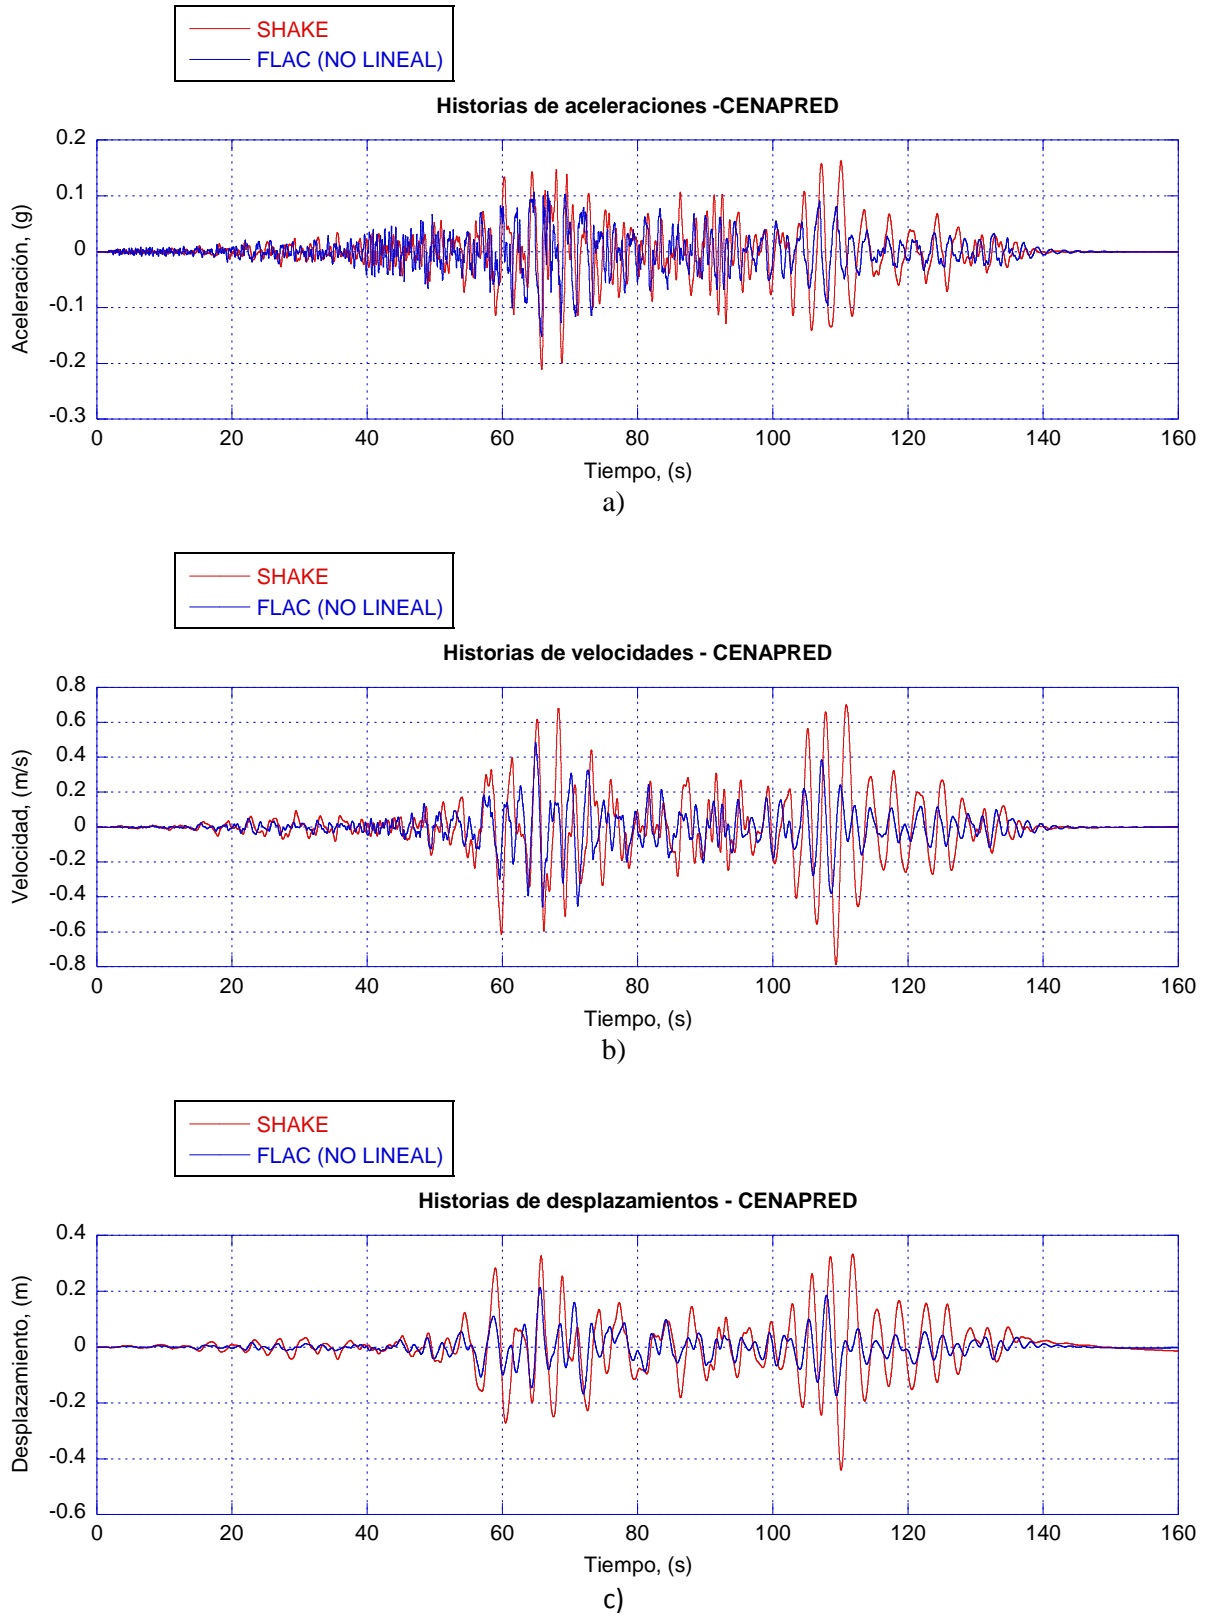 SHAKE
FLAC (NO LINEAL)
Historias de aceleraciones -CENAPRED
0.2
0.1
0
-0.1
-0.2
-0.3
Aceleración, (g)
0 20 40 60 80 100 120 140 160
Tiempo, (s)
a)
SHAKE
FLAC (NO LINEAL)
Historias de velocidades - CENAPRED
0.8
0.6
0.4
0.2
0
-0.2
-0.4
-0.6
-0.8
Velocidad, (m/s)
0 20 40 60 80 100 120 140 160
Tiempo, (s)
b)
SHAKE
FLAC (NO LINEAL)
Historias de desplazamientos - CENAPRED
0.4
0.2
0
-0.2
-0.4
-0.6
Desplazamiento, (m)
0 20 40 60 80 100 120 140 160
Tiempo, (s)
c)